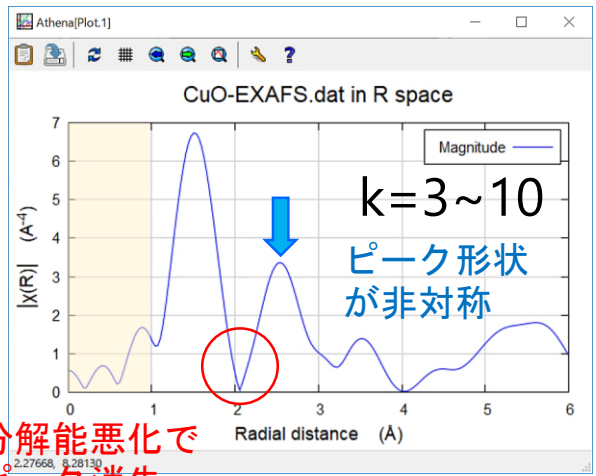 Athena[Plot.1]
CuO-EXAFS.dat in R space
Magnitude
k=3~10
ピーク形状
が非対称
|χ(R)| (Å⁻⁴)
7
6
5
4
3
2
1
0
0 1 2 3 4 5 6
Radial distance (Å)
分解能悪化で
2.27668, 8.28130